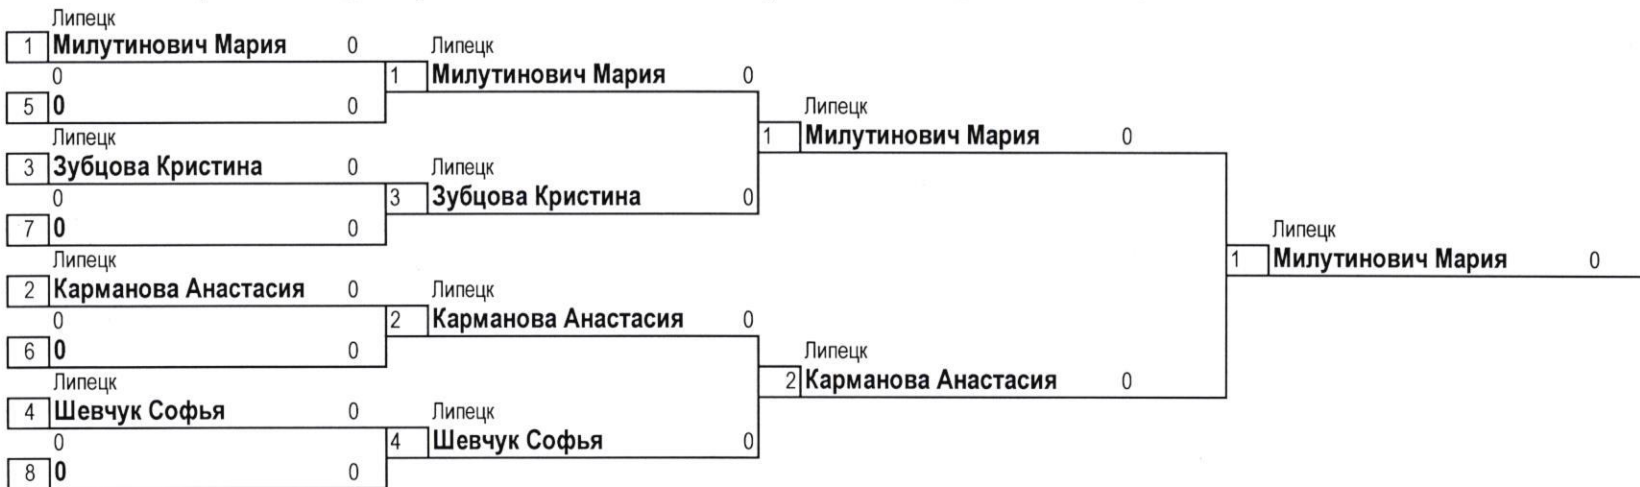 Липецк
1 Милутинович Мария 0
0
5 0 0
Липецк
3 Зубцова Кристина 0
0
7 0 0
Липецк
2 Карманова Анастасия 0
0
6 0 0
Липецк
4 Шевчук Софья 0
0
8 0 0
Липецк
1 Милутинович Мария 0
Липецк
3 Зубцова Кристина 0
Липецк
2 Карманова Анастасия 0
Липецк
4 Шевчук Софья 0
Липецк
1 Милутинович Мария 0
Липецк
2 Карманова Анастасия 0
Липецк
1 Милутинович Мария 0